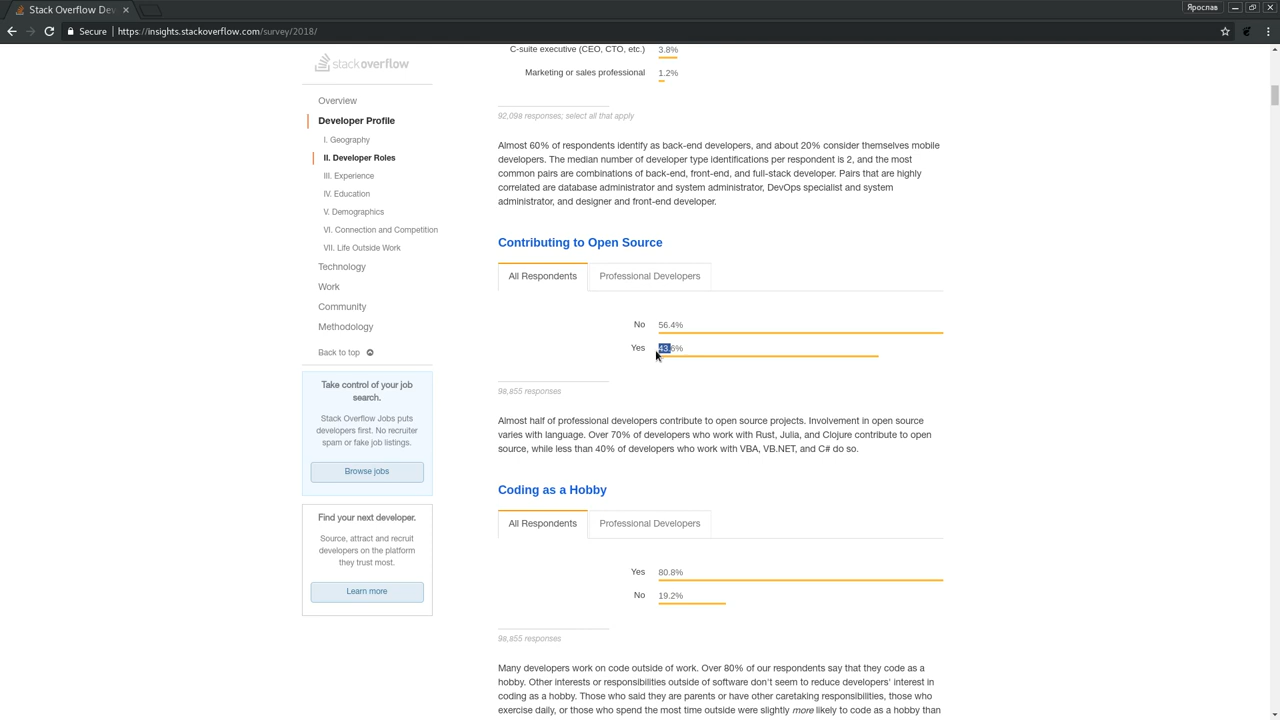 Stack Overflow Dev
Ярослав
Secure
https://insights.stackoverflow.com/survey/2018/
stackoverflow
Overview
Developer Profile
I. Geography
II. Developer Roles
III. Experience
IV. Education
V. Demographics
VI. Connection and Competition
VII. Life Outside Work
Technology
Work
Community
Methodology
Back to top
Take control of your job
search.
Stack Overflow Jobs puts
developers first. No recruiter
spam or fake job listings.
Browse jobs
Find your next developer.
Source, attract and recruit
developers on the platform
they trust most.
Learn more
C-suite executive (CEO, CTO, etc.) 3.8%
Marketing or sales professional 1.2%
92,098 responses; select all that apply
Almost 60% of respondents identify as back-end developers, and about 20% consider themselves mobile
developers. The median number of developer type identifications per respondent is 2, and the most
common pairs are combinations of back-end, front-end, and full-stack developer. Pairs that are highly
correlated are database administrator and system administrator, DevOps specialist and system
administrator, and designer and front-end developer.
Contributing to Open Source
All Respondents Professional Developers
No 56.4%
Yes 43.6%
98,855 responses
Almost half of professional developers contribute to open source projects. Involvement in open source
varies with language. Over 70% of developers who work with Rust, Julia, and Clojure contribute to open
source, while less than 40% of developers who work with VBA, VB.NET, and C# do so.
Coding as a Hobby
All Respondents Professional Developers
Yes 80.8%
No 19.2%
98,855 responses
Many developers work on code outside of work. Over 80% of our respondents say that they code as a
hobby. Other interests or responsibilities outside of software don't seem to reduce developers' interest in
coding as a hobby. Those who said they are parents or have other caretaking responsibilities, those who
exercise daily, or those who spend the most time outside were slightly more likely to code as a hobby than